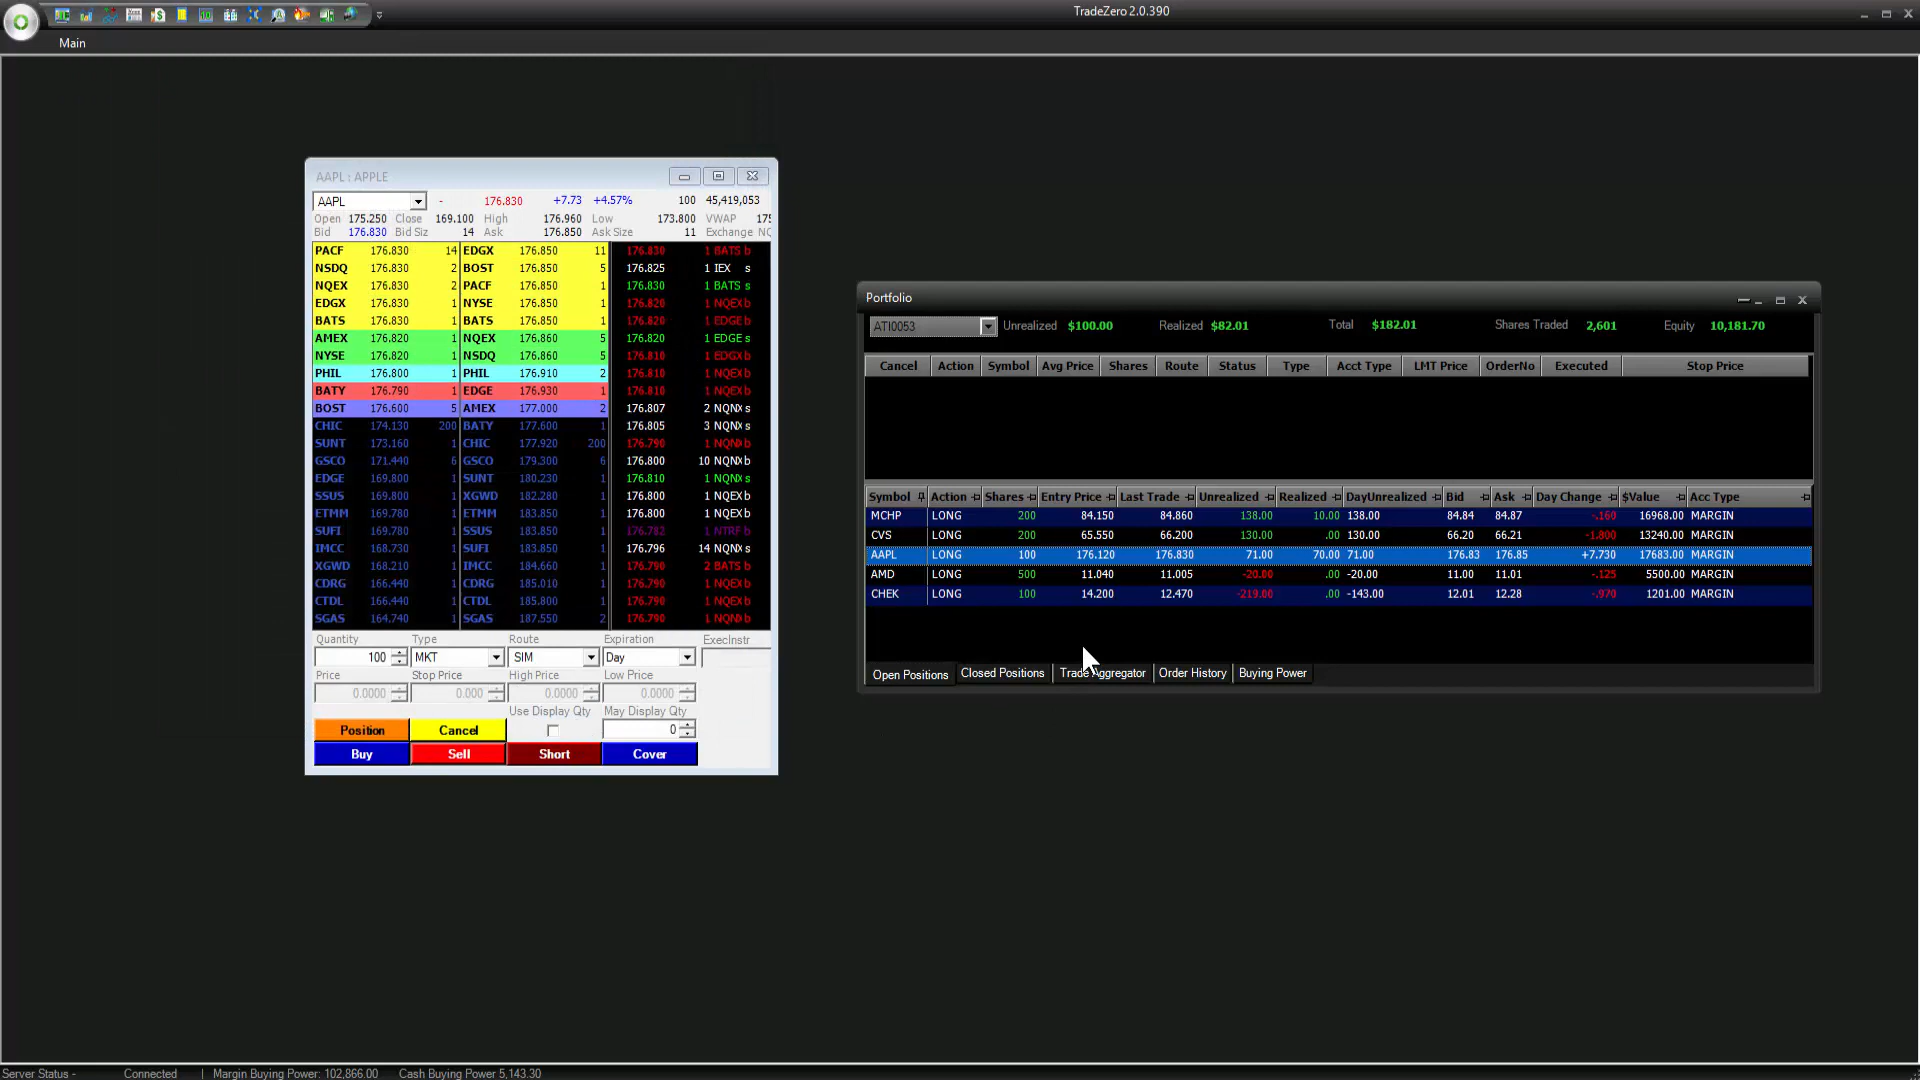 TradeZero 2.0.390
Main
AAPL : APPLE
AAPL - 176.830 +7.73 +4.57% 100 45,419,053
Open 175.250 Close 169.100 High 176.960 Low 173.800 VWAP 175
Bid 176.830 Bid Siz 14 Ask 176.850 Ask Size 11 Exchange NQ
PACF 176.830 14 EDGX 176.850 11 176.830 1 BATS b
NSDQ 176.830 2 BOST 176.850 5 176.825 1 IEX s
NQEX 176.830 2 PACF 176.850 1 176.830 1 BATS s
EDGX 176.830 1 NYSE 176.850 1 176.820 1 NQEX b
BATS 176.830 1 BATS 176.850 1 176.820 1 EDGE b
AMEX 176.820 1 NQEX 176.860 5 176.820 1 EDGE s
NYSE 176.820 1 NSDQ 176.860 5 176.810 1 EDGX b
PHIL 176.800 1 PHIL 176.910 2 176.810 1 NQNX b
BATY 176.790 1 EDGE 176.930 1 176.810 1 NQNX b
BOST 176.600 5 AMEX 177.000 2 176.807 2 NQNX s
CHIC 174.130 200 BATY 177.600 1 176.805 3 NQNX s
SUNT 173.160 1 CHIC 177.920 200 176.790 1 NQNX b
GSCO 171.440 6 GSCO 179.300 6 176.800 10 NQNX b
EDGE 169.800 1 SUNT 180.230 1 176.810 1 NQNX s
SSUS 169.780 1 XGWD 182.280 1 176.800 1 NQEX b
ETMM 169.780 1 ETMM 183.850 1 176.800 1 NQEX b
SUFI 169.780 1 SSUS 183.850 1 176.782 1 NTRF b
IMCC 168.730 1 SUFI 183.850 1 176.796 14 NQNX s
XGWD 168.210 1 IMCC 184.660 1 176.790 2 BATS b
CDRG 166.440 1 CDRG 185.010 1 176.790 1 NQEX b
CTDL 166.440 1 CTDL 185.800 1 176.790 1 NQEX b
SGAS 164.740 1 SGAS 187.550 2 176.790 1 NQNX b
Quantity Type Route Expiration ExecInstr
100 MKT SIM Day
Price Stop Price High Price Low Price
0.0000 0.000 0.0000 0.0000
Use Display Qty May Display Qty
Position Cancel 0
Buy Sell Short Cover
Portfolio
ATI0053 Unrealized $100.00 Realized $82.01 Total $182.01 Shares Traded 2,601 Equity 10,181.70
Cancel Action Symbol Avg Price Shares Route Status Type Acct Type LMT Price OrderNo Executed Stop Price
Symbol Action Shares Entry Price Last Trade Unrealized Realized DayUnrealized Bid Ask Day Change $Value Acc Type
MCHP LONG 200 84.150 84.860 138.00 10.00 138.00 84.84 84.87 -.160 16968.00 MARGIN
CVS LONG 200 65.550 66.200 130.00 .00 130.00 66.20 66.21 -1.800 13240.00 MARGIN
AAPL LONG 100 176.120 176.830 71.00 70.00 71.00 176.83 176.85 +7.730 17683.00 MARGIN
AMD LONG 500 11.040 11.005 -20.00 .00 -20.00 11.00 11.01 -.125 5500.00 MARGIN
CHEK LONG 100 14.200 12.470 -219.00 .00 -143.00 12.01 12.28 -.970 1201.00 MARGIN
Open Positions Closed Positions Trade Aggregator Order History Buying Power
Server Status - Connected | Margin Buying Power: 102,866.00 Cash Buying Power 5,143.30